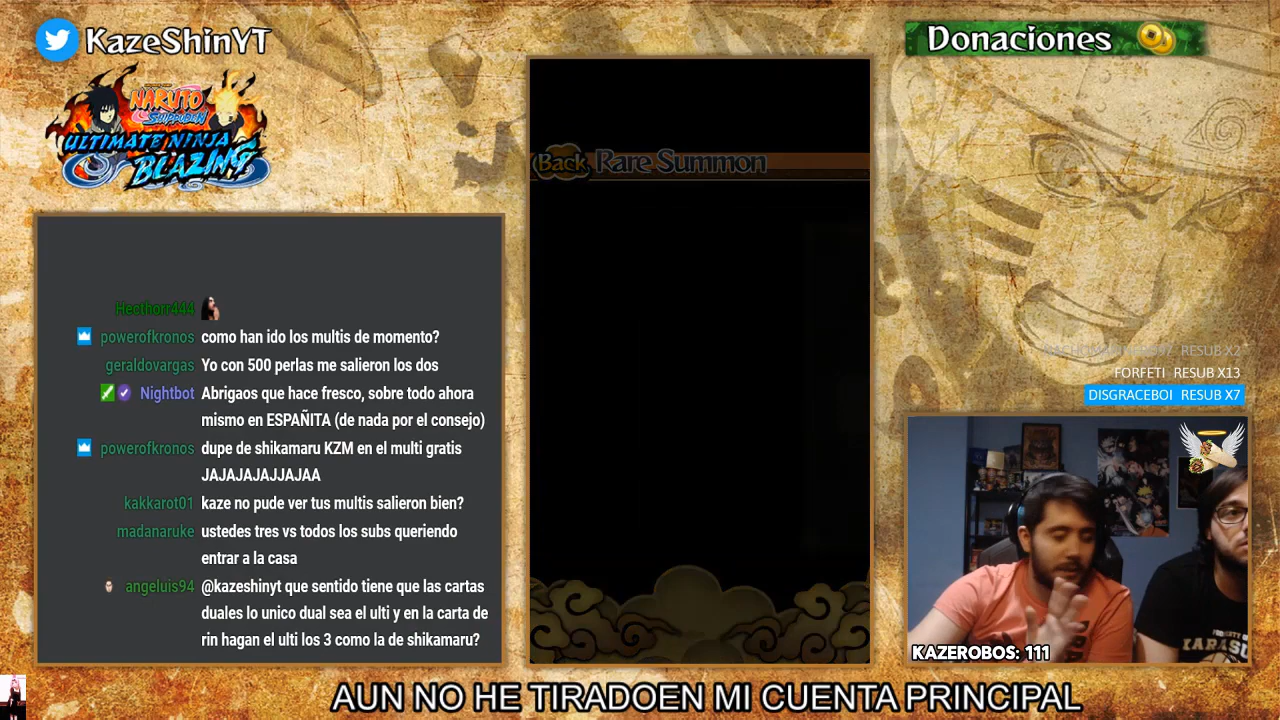 KazeShinYT
NARUTO
SHIPPUDEN
ULTIMATE NINJA
BLAZING
Donaciones
Back Rare Summon
Hecthorr444
powerofkronos como han ido los multis de momento?
geraldovargas Yo con 500 perlas me salieron los dos
Nightbot Abrigaos que hace fresco, sobre todo ahora
mismo en ESPAÑITA (de nada por el consejo)
powerofkronos dupe de shikamaru KZM en el multi gratis
JAJAJAJAJJAJAA
kakkarot01 kaze no pude ver tus multis salieron bien?
madanaruke ustedes tres vs todos los subs queriendo
entrar a la casa
angeluis94 @kazeshinyt que sentido tiene que las cartas
duales lo unico dual sea el ulti y en la carta de
rin hagan el ulti los 3 como la de shikamaru?
RESUB X2
FORFETI RESUB X13
DISGRACEBOI RESUB X7
KARASU
KAZEROBOS: 111
AUN NO HE TIRADOEN MI CUENTA PRINCIPAL